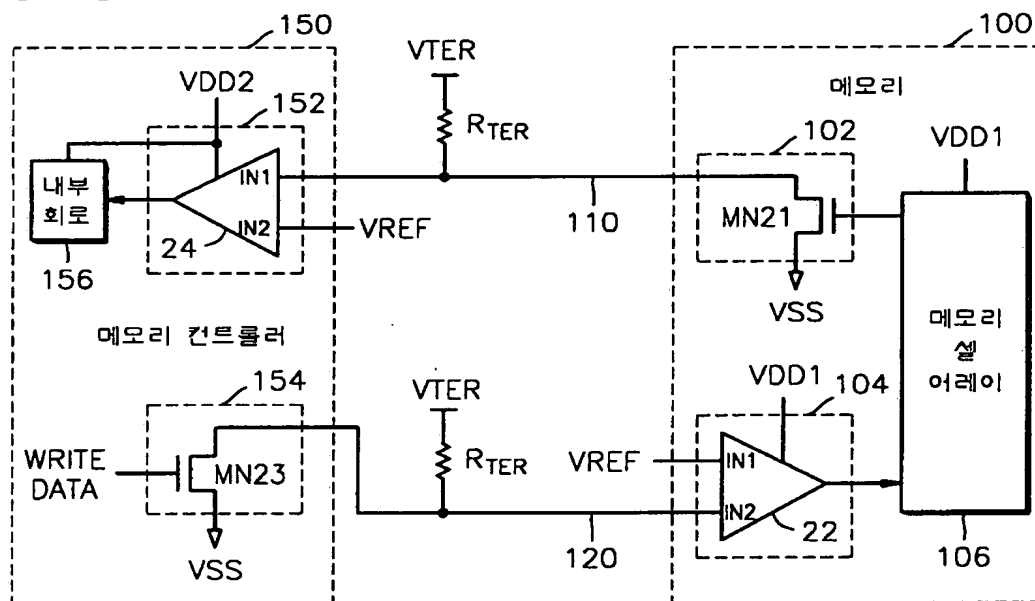 150
VTER
100
VDD2
152
RTER
메모리
102
VDD1
내부
회로
IN1
IN2
24
VREF
110
MN21
VSS
156
메모리 컨트롤러
메모리
셀
어레이
154
VTER
VDD1
104
WRITE
DATA
MN23
RTER
VREF
IN1
IN2
22
VSS
120
106